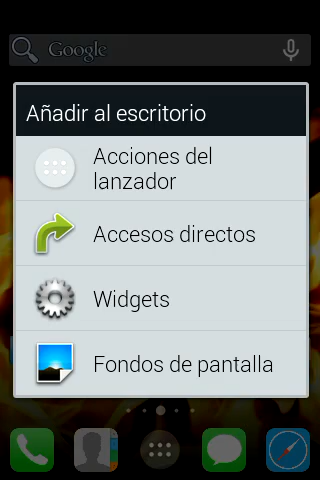 Google
Añadir al escritorio
Acciones del
lanzador
Accesos directos
Widgets
Fondos de pantalla